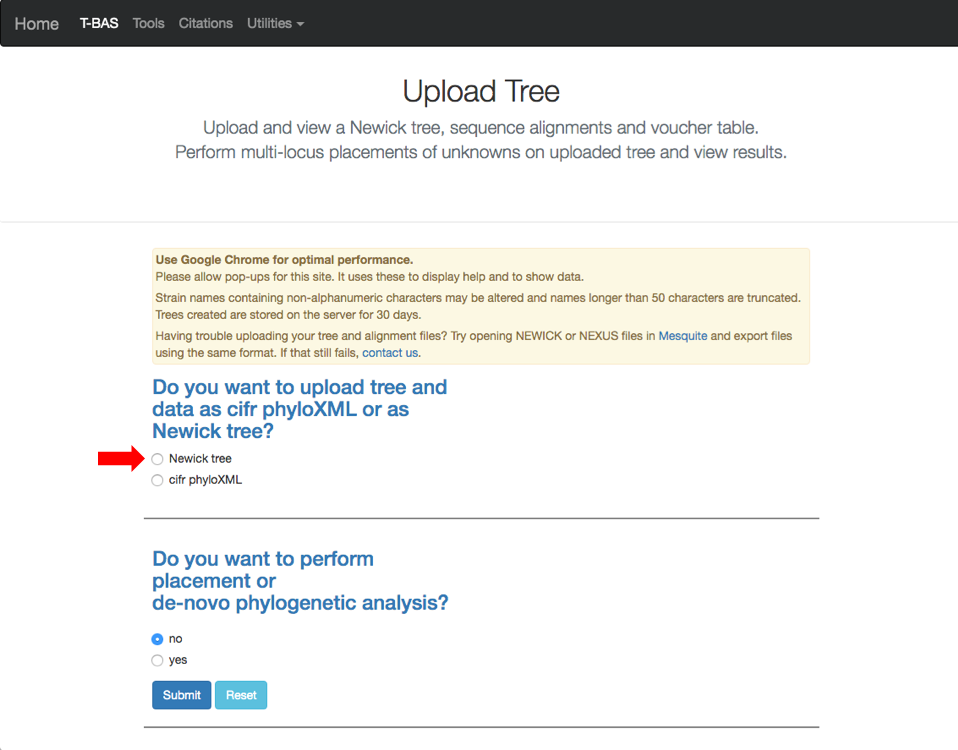 Home T-BAS Tools Citations Utilities
Upload Tree
Upload and view a Newick tree, sequence alignments and voucher table.
Perform multi-locus placements of unknowns on uploaded tree and view results.
Use Google Chrome for optimal performance.
Please allow pop-ups for this site. It uses these to display help and to show data.
Strain names containing non-alphanumeric characters may be altered and names longer than 50 characters are truncated.
Trees created are stored on the server for 30 days.
Having trouble uploading your tree and alignment files? Try opening NEWICK or NEXUS files in Mesquite and export files
using the same format. If that still fails, contact us.
Do you want to upload tree and
data as cifr phyloXML or as
Newick tree?
Newick tree
cifr phyloXML
Do you want to perform
placement or
de-novo phylogenetic analysis?
no
yes
Submit Reset